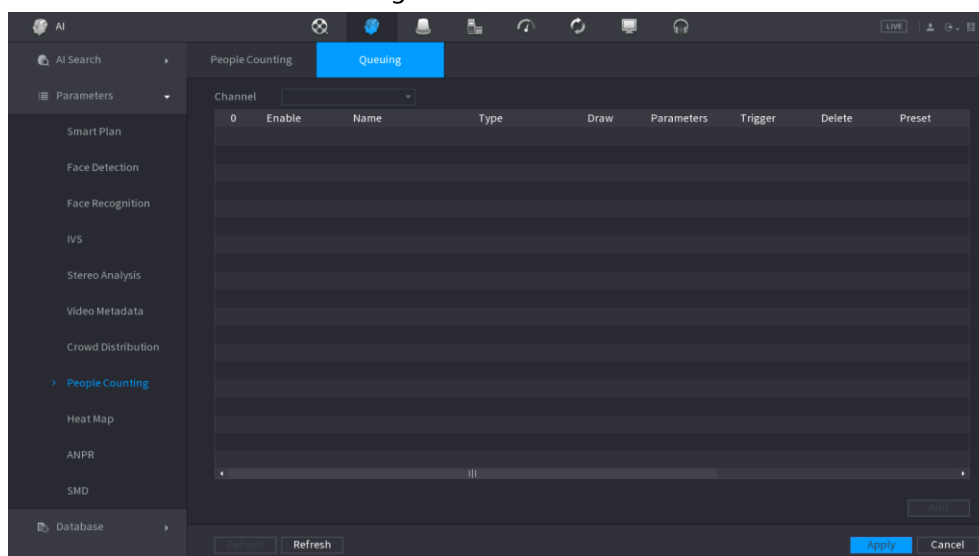 AI
LIVE
AI Search
People Counting
Queuing
Parameters
Channel
0 Enable Name Type Draw Parameters Trigger Delete Preset
Smart Plan
Face Detection
Face Recognition
IVS
Stereo Analysis
Video Metadata
Crowd Distribution
People Counting
Heat Map
ANPR
SMD
Database
Add
Default
Refresh
Apply
Cancel